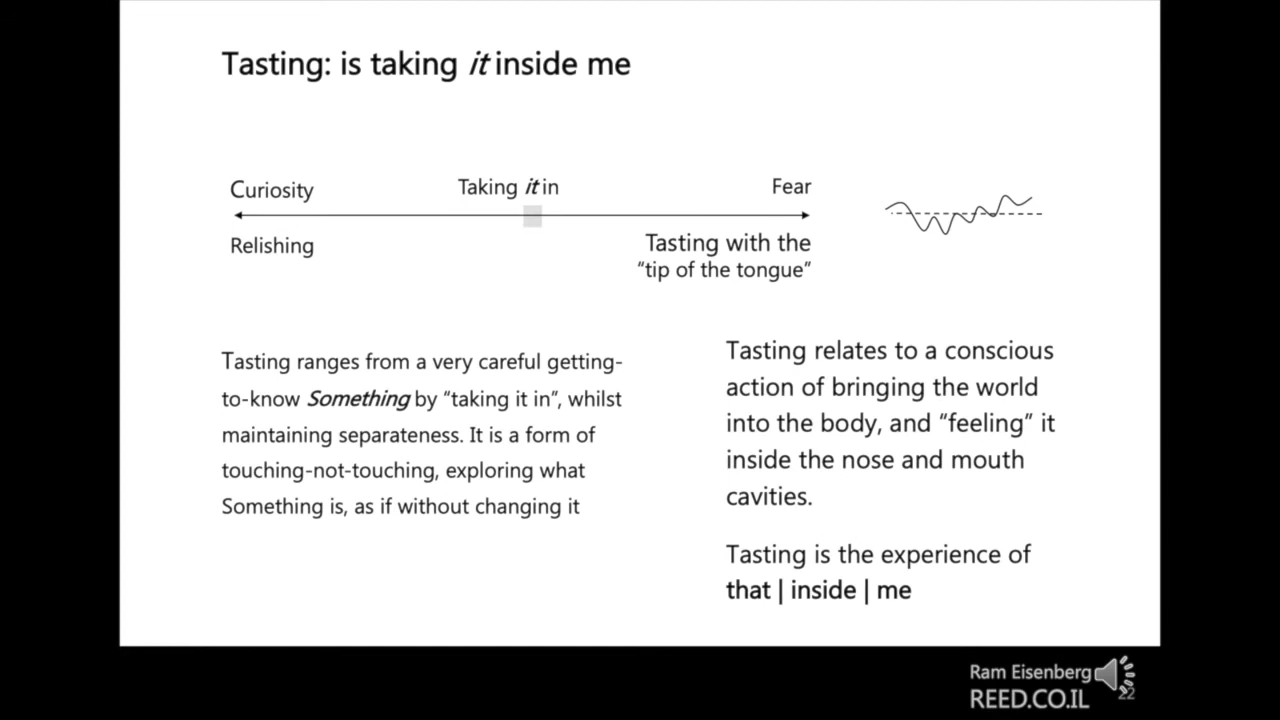 Tasting: is taking it inside me
Curiosity
Taking it in
Fear
Relishing
Tasting with the
“tip of the tongue”
Tasting ranges from a very careful getting-
to-know Something by “taking it in”, whilst
maintaining separateness. It is a form of
touching-not-touching, exploring what
Something is, as if without changing it
Tasting relates to a conscious
action of bringing the world
into the body, and “feeling” it
inside the nose and mouth
cavities.
Tasting is the experience of
that | inside | me
Ram Eisenberg
22
REED.CO.IL